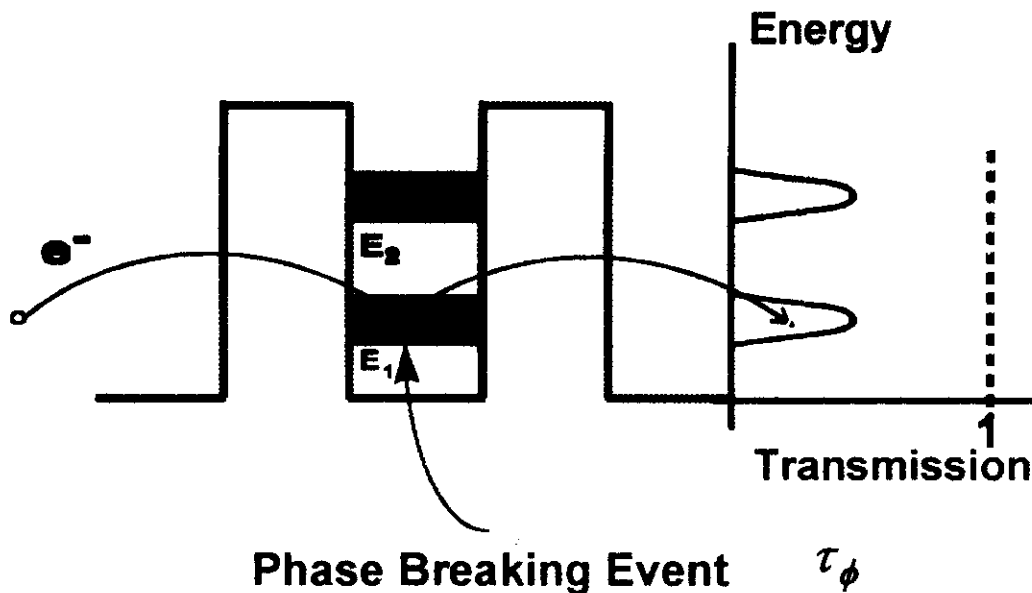 Energy
e⁻
E₂
E₁
1
Transmission
Phase Breaking Event τ_ϕ